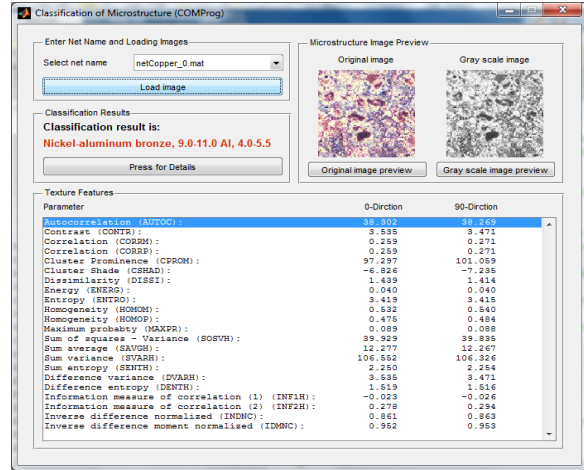 Classification of Microstructure (COMProg)
Enter Net Name and Loading Images
Select net name
netCopper_0.mat
Load image
Classification Results
Classification result is:
Nickel-aluminum bronze, 9.0-11.0 Al, 4.0-5.5
Press for Details
Microstructure Image Preview
Original image Gray scale image
Original image preview Gray scale image preview
Texture Features
Parameter 0-Dirction 90-Dirction
Autocorrelation (AUTOC): 38.302 38.269
Contrast (CONTR): 3.535 3.471
Correlation (CORRM): 0.259 0.271
Correlation (CORRP): 0.259 0.271
Cluster Prominence (CPROM): 97.297 101.059
Cluster Shade (CSHAD): -6.826 -7.235
Dissimilarity (DISSI): 1.439 1.414
Energy (ENERG): 0.040 0.040
Entropy (ENTRO): 3.419 3.415
Homogeneity (HOMOM): 0.532 0.540
Homogeneity (HOMOP): 0.475 0.484
Maximum probabty (MAXPR): 0.089 0.088
Sum of squares - Variance (SOSVH): 39.929 39.835
Sum average (SAVGH): 12.277 12.267
Sum variance (SVARH): 106.552 106.326
Sum entropy (SENTH): 2.250 2.254
Difference variance (DVARH): 3.535 3.471
Difference entropy (DENTH): 1.519 1.516
Information measure of correlation (1) (INF1H): -0.023 -0.026
Information measure of correlation (2) (INF2H): 0.278 0.294
Inverse difference normalized (INDNC): 0.861 0.863
Inverse difference moment normalized (IDMNC): 0.952 0.953